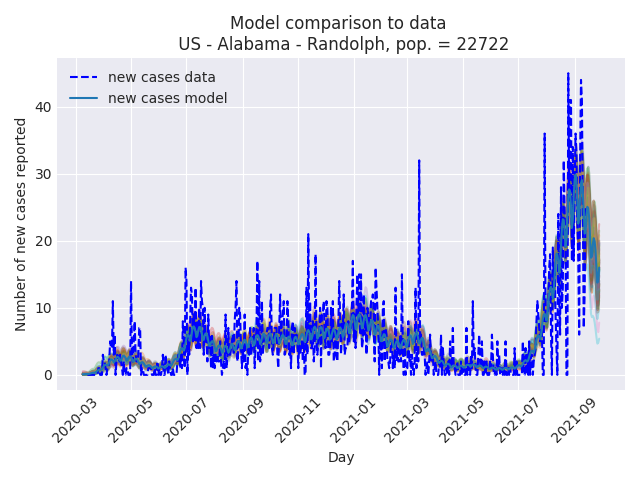 Model comparison to data
US - Alabama - Randolph, pop. = 22722
new cases data
new cases model
Number of new cases reported
40
30
20
10
0
2020-03
2020-05
2020-07
2020-09
2020-11
2021-01
2021-03
2021-05
2021-07
2021-09
Day